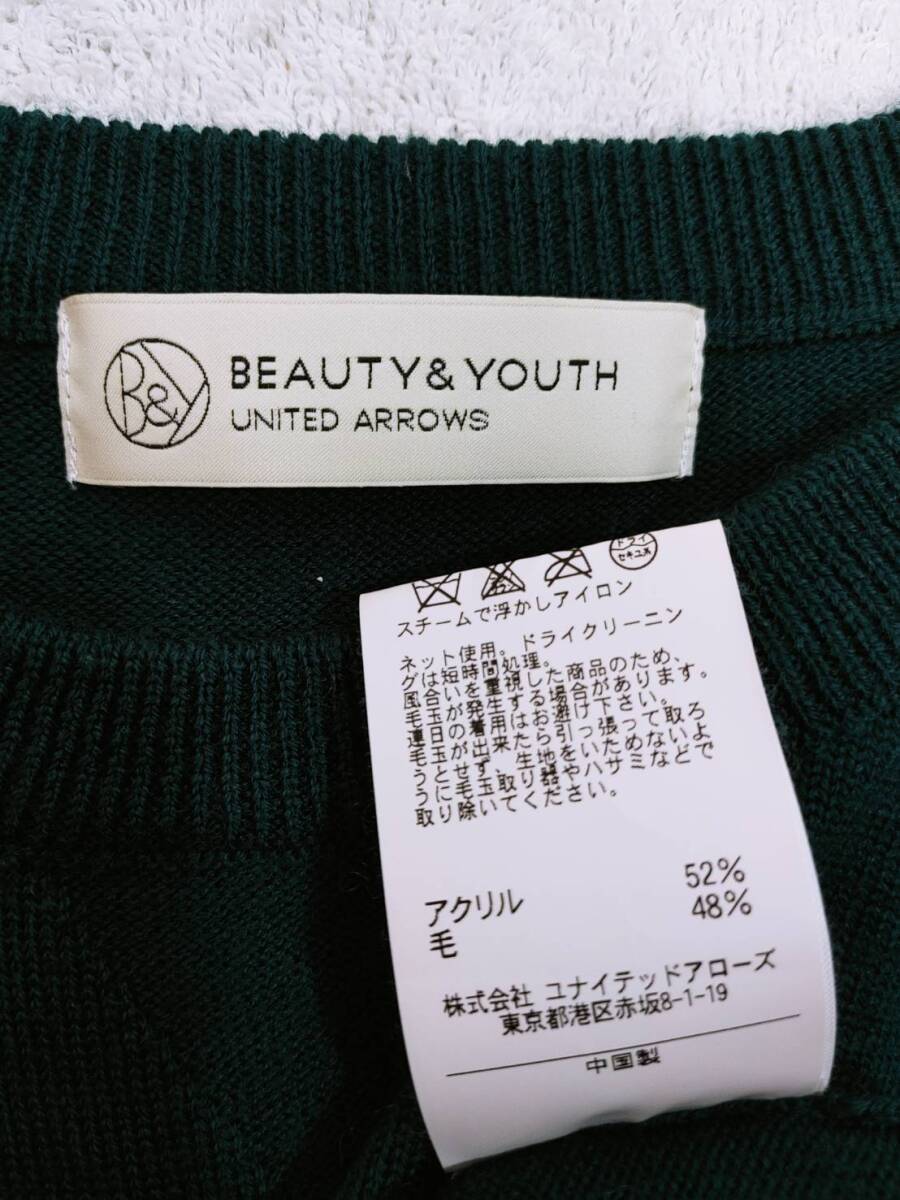 B&Y
BEAUTY&YOUTH
UNITED ARROWS
ドライ
セキユ系
スチームで浮かしアイロン
ネット使用。ドライクリーニン
グは短時間処理。
風合いを重視した商品のため、
毛玉が発生する場合があります。
連日の着用はお避け下さい。
毛玉が出来たら引っ張って取ろ
うとせず、生地をいためないよ
うに毛玉取り器やハサミなどで
取り除いてください。
アクリル 52%
毛 48%
株式会社 ユナイテッドアローズ
東京都港区赤坂8-1-19
中国製